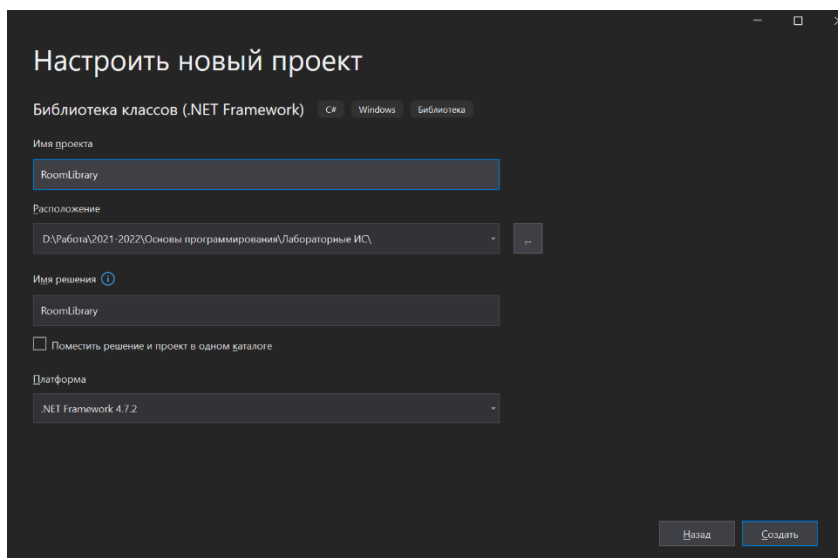 Настроить новый проект
Библиотека классов (.NET Framework) C# Windows Библиотека
Имя проекта
RoomLibrary
Расположение
D:\Работа\2021-2022\Основы программирования\Лабораторные ИС\
...
Имя решения
RoomLibrary
Поместить решение и проект в одном каталоге
Платформа
.NET Framework 4.7.2
Назад Создать